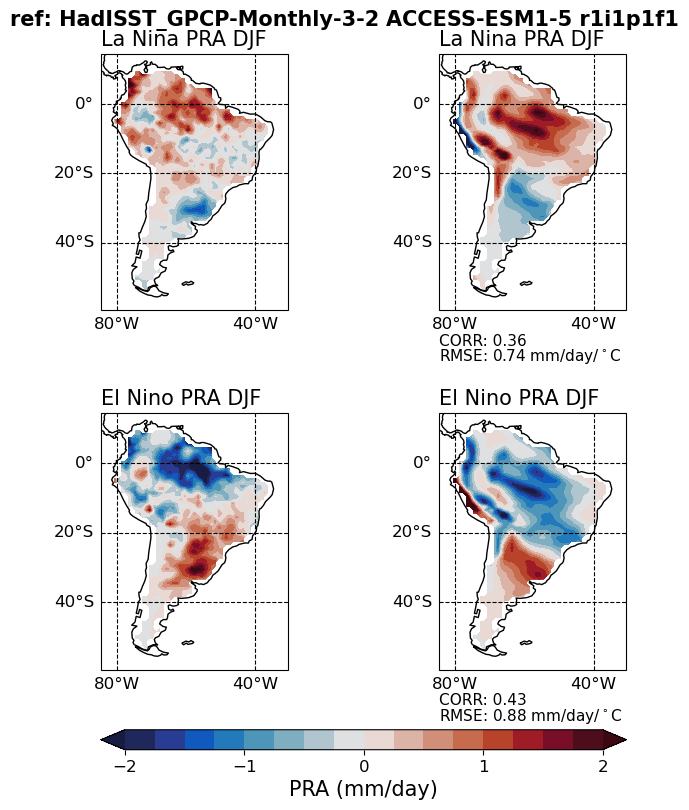 ref: HadISST_GPCP-Monthly-3-2 ACCESS-ESM1-5 r1i1p1f1
La Nina PRA DJF
La Nina PRA DJF
0°
20°S
40°S
80°W
40°W
0°
20°S
40°S
80°W
40°W
CORR: 0.36
RMSE: 0.74 mm/day/°C
El Nino PRA DJF
El Nino PRA DJF
0°
20°S
40°S
80°W
40°W
0°
20°S
40°S
80°W
40°W
CORR: 0.43
RMSE: 0.88 mm/day/°C
−2
−1
0
1
2
PRA (mm/day)